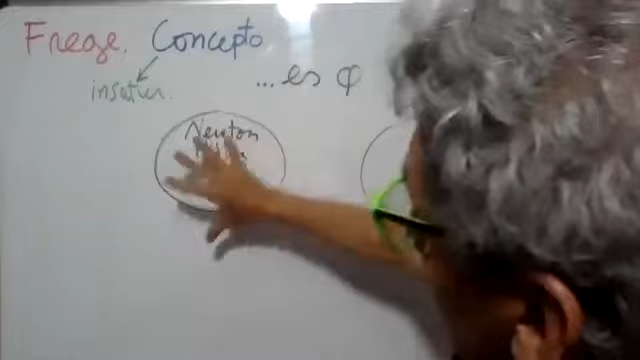 Frege. Concepto
insatur.
...es φ
Newton